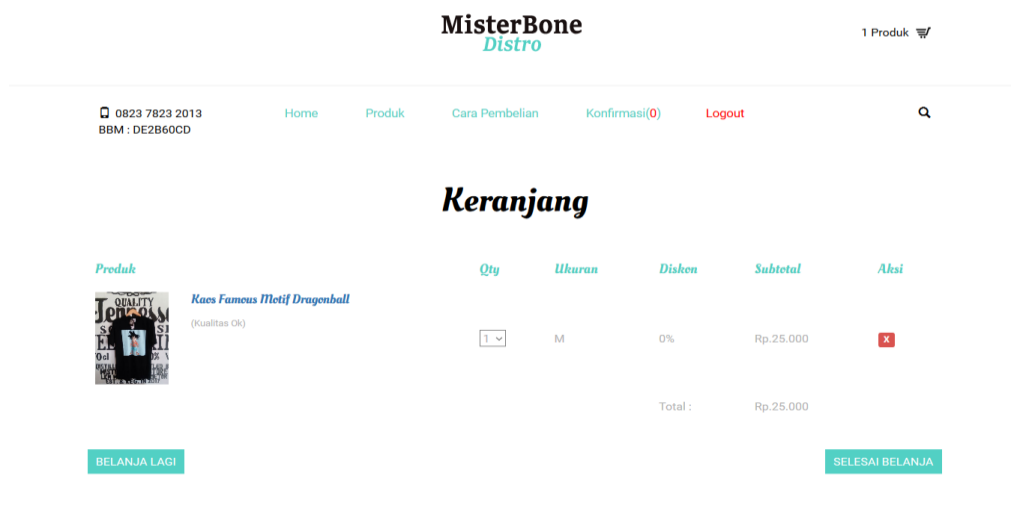 MisterBone
Distro
1 Produk
0823 7823 2013
BBM : DE2B60CD
Home
Produk
Cara Pembelian
Konfirmasi(0)
Logout
Keranjang
Produk
Qty
Ukuran
Diskon
Subtotal
Aksi
QUALITY
Kaos Famous Motif Dragonball
(Kualitas Ok)
1
M
0%
Rp.25.000
x
Total :
Rp.25.000
BELANJA LAGI
SELESAI BELANJA